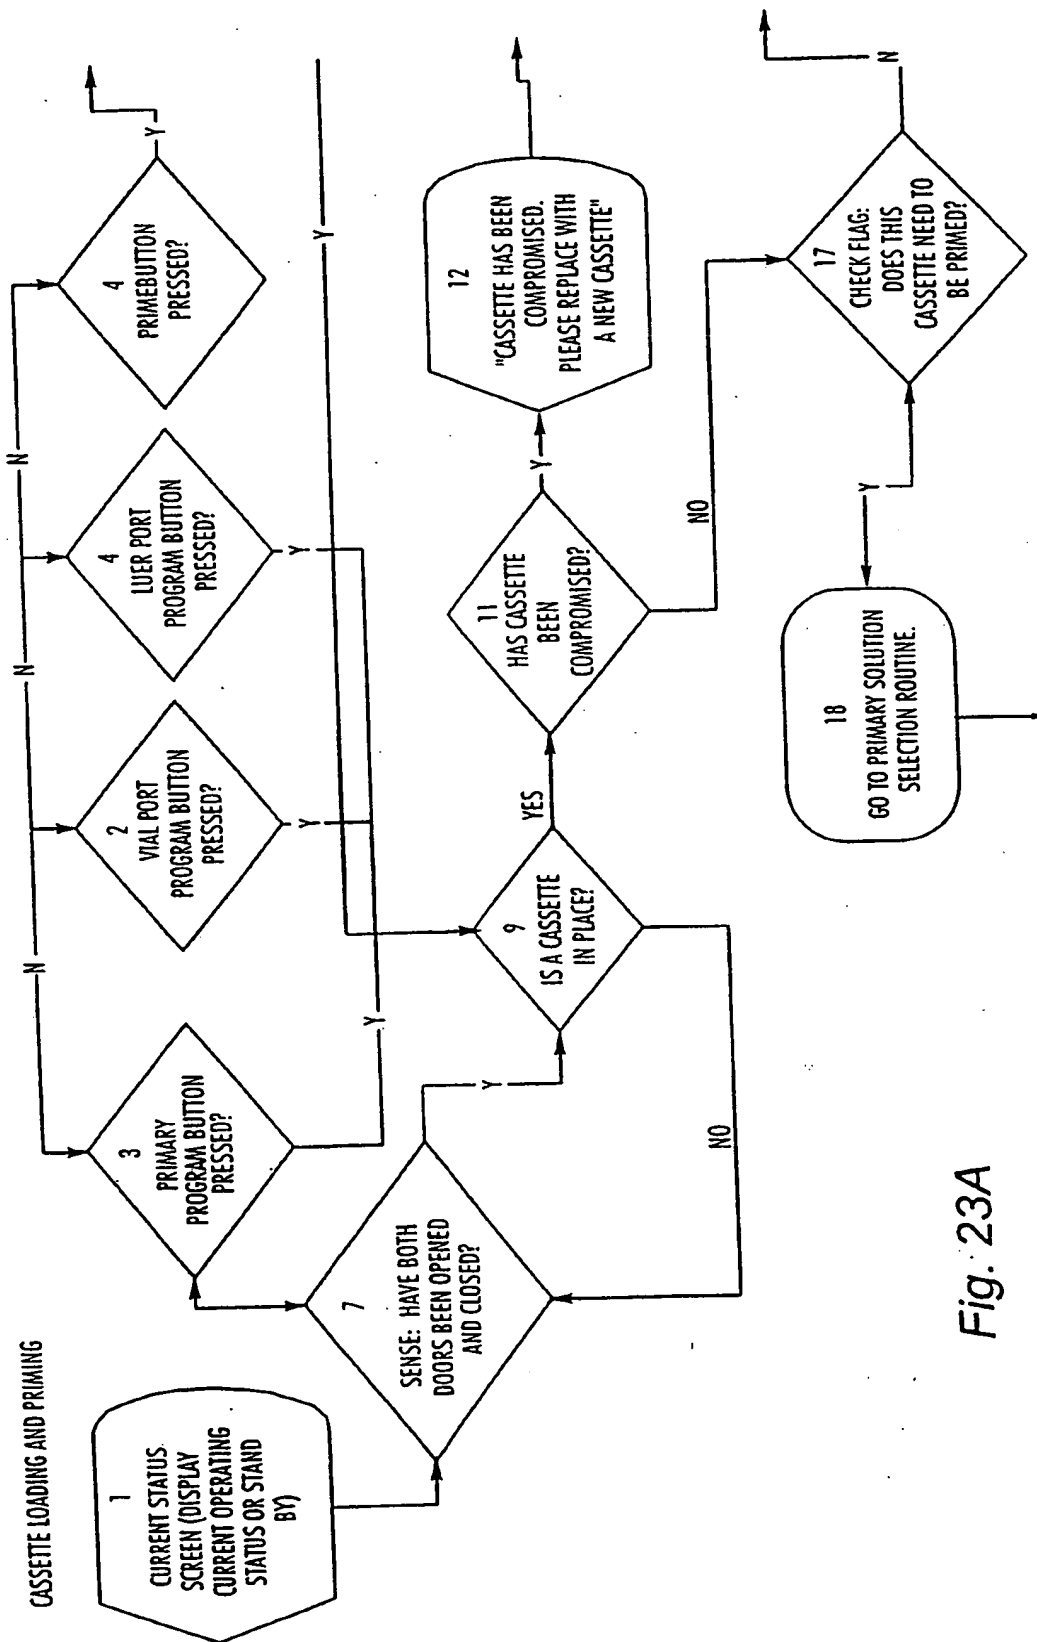 CASSETTE LOADING AND PRIMING
1
CURRENT STATUS
SCREEN (DISPLAY
CURRENT OPERATING
STATUS OR STAND
BY)
3
PRIMARY
PROGRAM BUTTON
PRESSED?
N
Y
2
VIAL PORT
PROGRAM BUTTON
PRESSED?
N
Y
4
LUER PORT
PROGRAM BUTTON
PRESSED?
N
Y
4
PRIMEBUTTON
PRESSED?
Y
Y
7
SENSE: HAVE BOTH
DOORS BEEN OPENED
AND CLOSED?
Y
NO
9
IS A CASSETTE
IN PLACE?
YES
11
HAS CASSETTE
BEEN
COMPROMISED?
Y
NO
12
"CASSETTE HAS BEEN
COMPROMISED.
PLEASE REPLACE WITH
A NEW CASSETTE"
18
GO TO PRIMARY SOLUTION
SELECTION ROUTINE.
Y
17
CHECK FLAG:
DOES THIS
CASSETTE NEED TO
BE PRIMED?
N
Fig. 23A